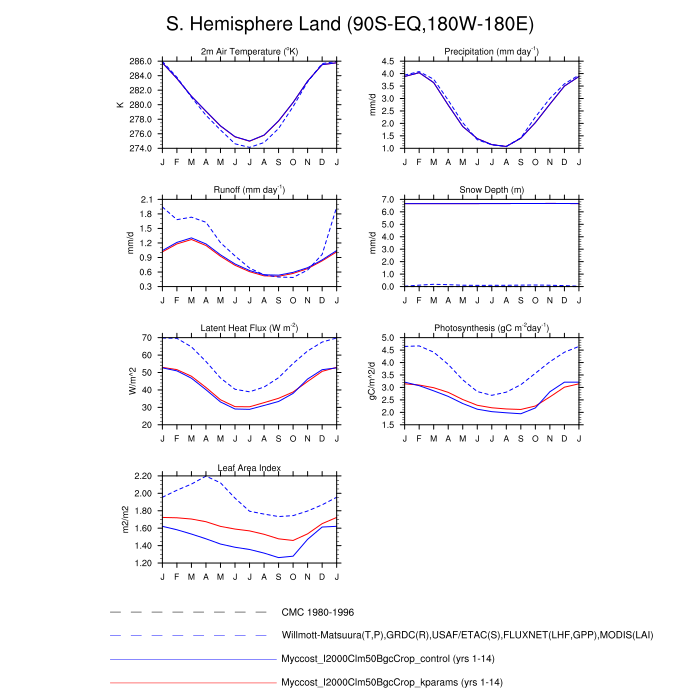 S. Hemisphere Land (90S-EQ,180W-180E)
2m Air Temperature (°K)
286.0
284.0
282.0
280.0
278.0
276.0
274.0
K
J F M A M J J A S O N D J
Precipitation (mm day⁻¹)
4.5
4.0
3.5
3.0
2.5
2.0
1.5
1.0
mm/d
J F M A M J J A S O N D J
Runoff (mm day⁻¹)
2.1
1.8
1.5
1.2
0.9
0.6
0.3
mm/d
J F M A M J J A S O N D J
Snow Depth (m)
7.0
6.0
5.0
4.0
3.0
2.0
1.0
0.0
mm/d
J F M A M J J A S O N D J
Latent Heat Flux (W m⁻²)
70
60
50
40
30
20
W/m^2
J F M A M J J A S O N D J
Photosynthesis (gC m⁻²day⁻¹)
5.0
4.5
4.0
3.5
3.0
2.5
2.0
1.5
gC/m^2/d
J F M A M J J A S O N D J
Leaf Area Index
2.20
2.00
1.80
1.60
1.40
1.20
m2/m2
J F M A M J J A S O N D J
CMC 1980-1996
Willmott-Matsuura(T,P),GRDC(R),USAF/ETAC(S),FLUXNET(LHF,GPP),MODIS(LAI)
Myccost_I2000Clm50BgcCrop_control (yrs 1-14)
Myccost_I2000Clm50BgcCrop_kparams (yrs 1-14)